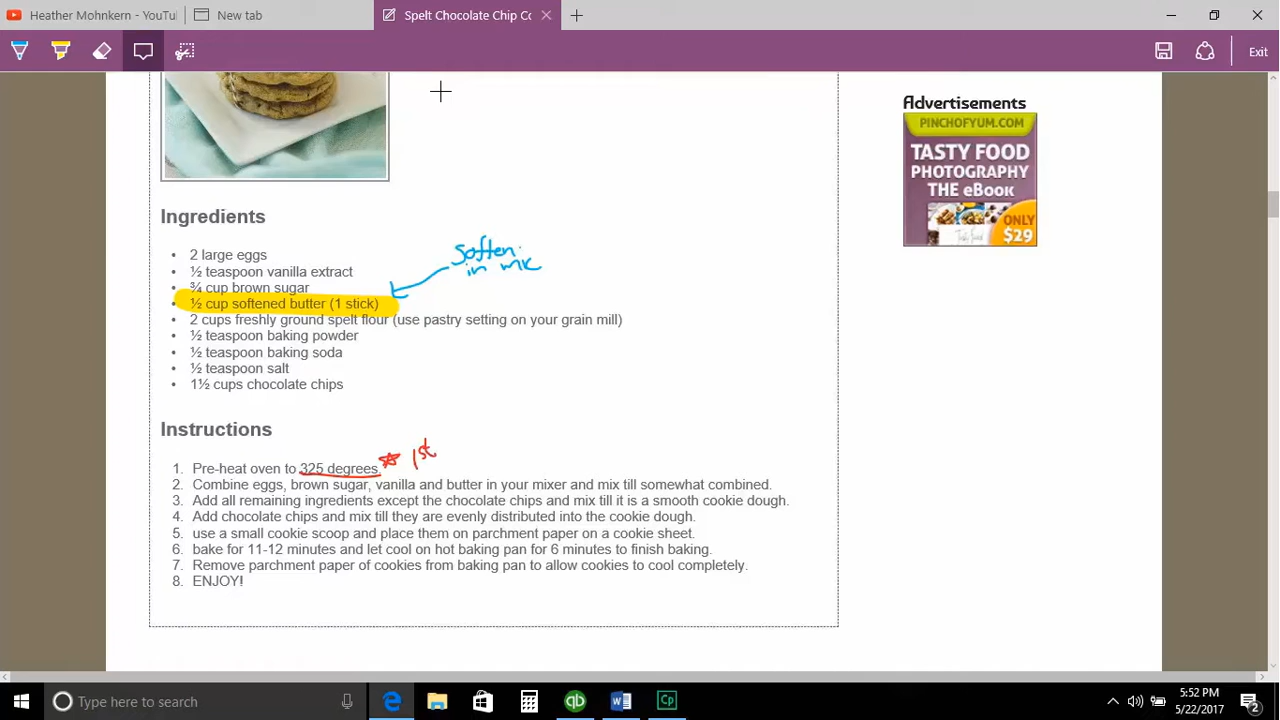 Heather Mohnkern - YouTul
New tab
Spelt Chocolate Chip Co
Exit
Advertisements
PINCHOFYUM.COM
TASTY FOOD
PHOTOGRAPHY
THE eBOOK
ONLY
$29
Ingredients
Soften
in mic
• 2 large eggs
• ½ teaspoon vanilla extract
• ¾ cup brown sugar
• ½ cup softened butter (1 stick)
• 2 cups freshly ground spelt flour (use pastry setting on your grain mill)
• ½ teaspoon baking powder
• ½ teaspoon baking soda
• ½ teaspoon salt
• 1½ cups chocolate chips
Instructions
1. Pre-heat oven to 325 degrees. 1st
2. Combine eggs, brown sugar, vanilla and butter in your mixer and mix till somewhat combined.
3. Add all remaining ingredients except the chocolate chips and mix till it is a smooth cookie dough.
4. Add chocolate chips and mix till they are evenly distributed into the cookie dough.
5. use a small cookie scoop and place them on parchment paper on a cookie sheet.
6. bake for 11-12 minutes and let cool on hot baking pan for 6 minutes to finish baking.
7. Remove parchment paper of cookies from baking pan to allow cookies to cool completely.
8. ENJOY!
Type here to search
qb
W
Cp
5:52 PM
5/22/2017
2